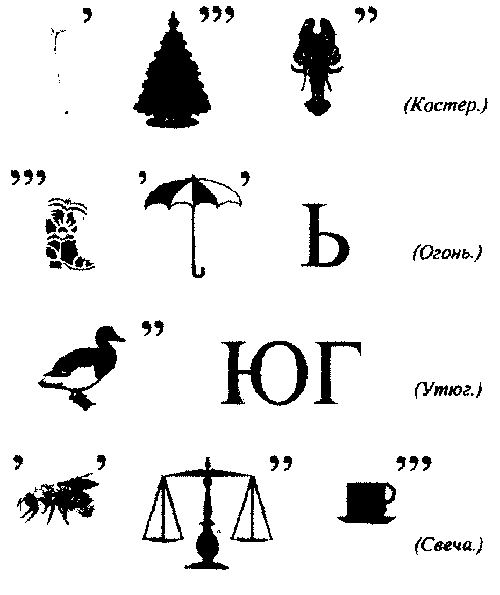 ’ ’’’ ’’
(Костер.)
’’’ ’ ’ Ь
(Огонь.)
’’ ЮГ
(Утюг.)
’ ’ ’’ ’’’
(Свеча.)